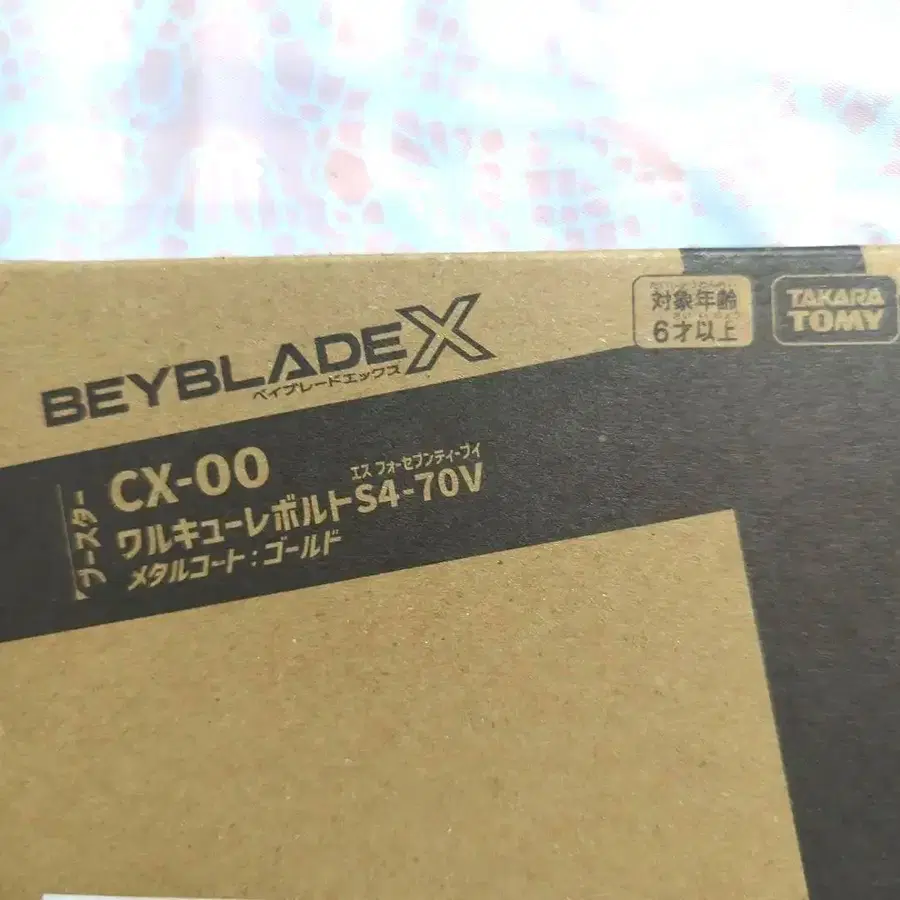 BEYBLADE X
ベイブレードエックス
対象年齢
6才以上
TAKARA
TOMY
ブースター
CX-00
エス フォーセブンティーブイ
ワルキューレボルトS4-70V
メタルコート：ゴールド